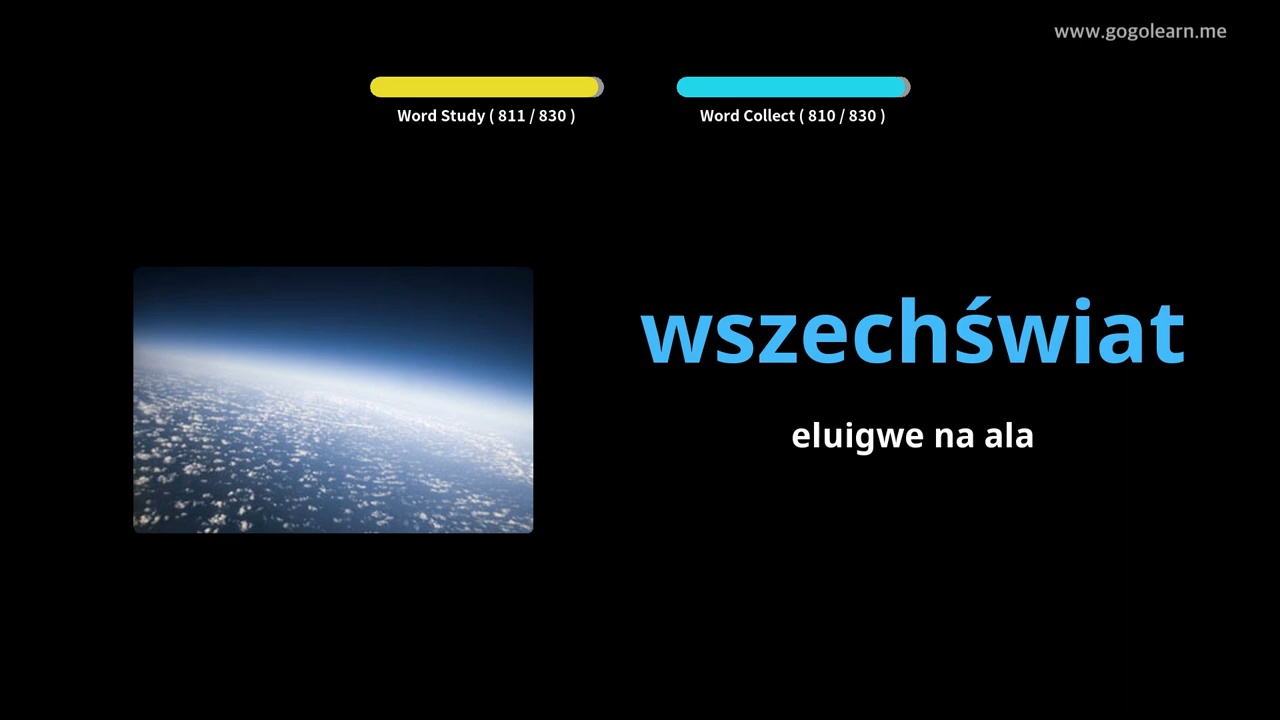 www.gogolearn.me
Word Study ( 811 / 830 )
Word Collect ( 810 / 830 )
wszechświat
eluigwe na ala